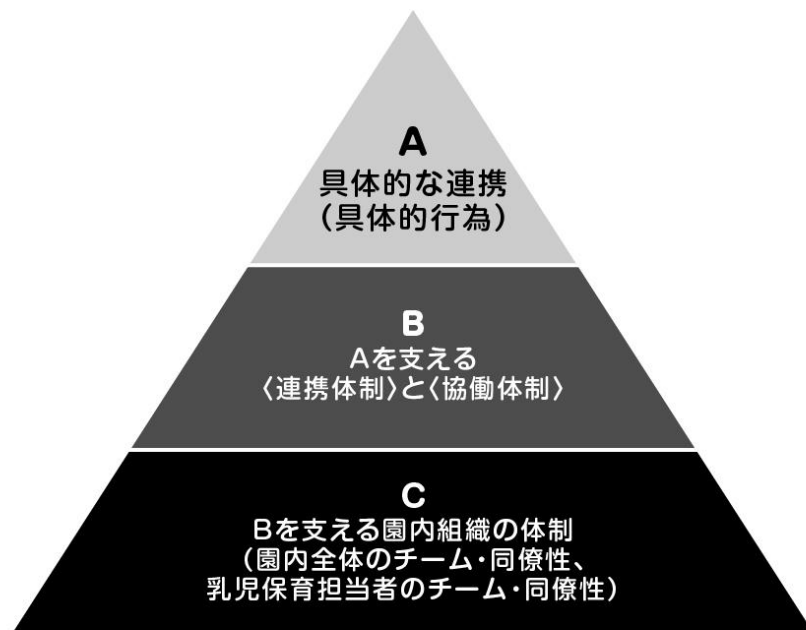 A
具体的な連携
（具体的行為）
B
Aを支える
〈連携体制〉と〈協働体制〉
C
Bを支える園内組織の体制
（園内全体のチーム・同僚性、
乳児保育担当者のチーム・同僚性）